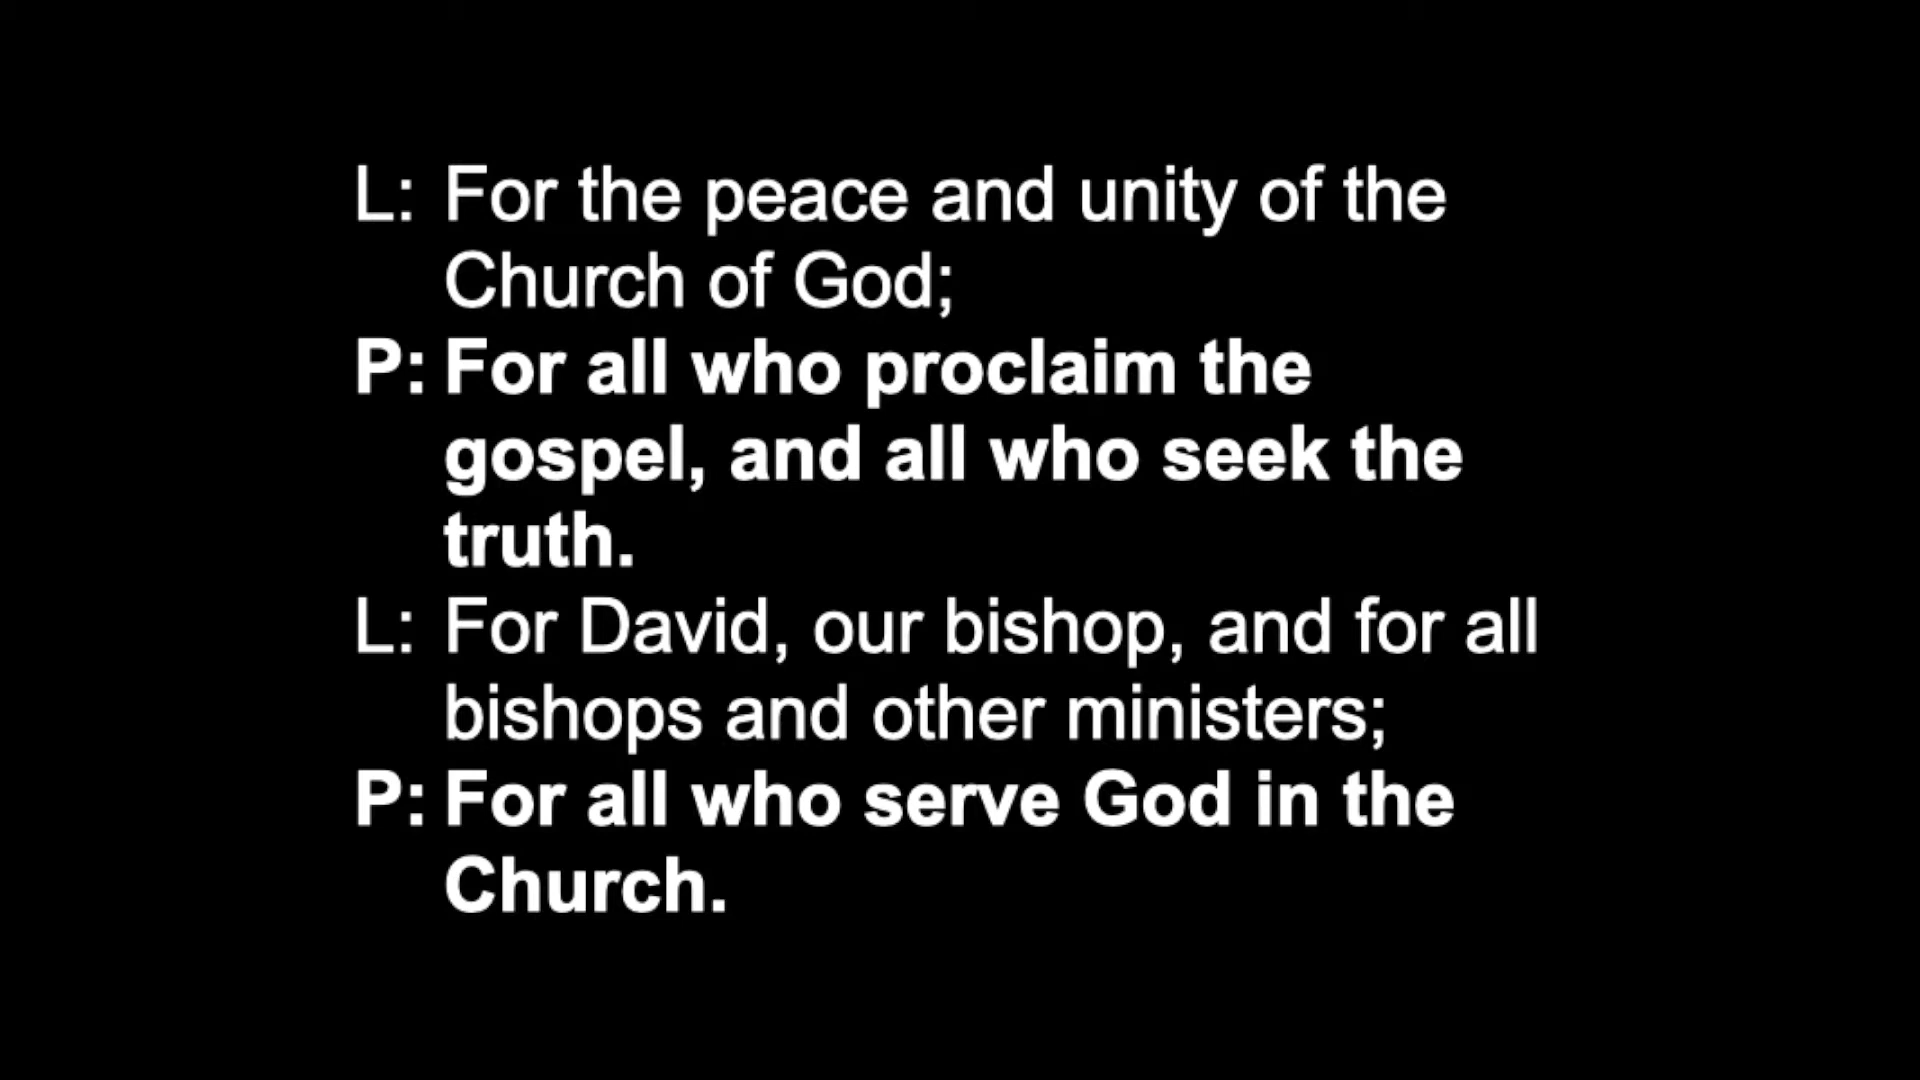 L: For the peace and unity of the
Church of God;
P: For all who proclaim the
gospel, and all who seek the
truth.
L: For David, our bishop, and for all
bishops and other ministers;
P: For all who serve God in the
Church.